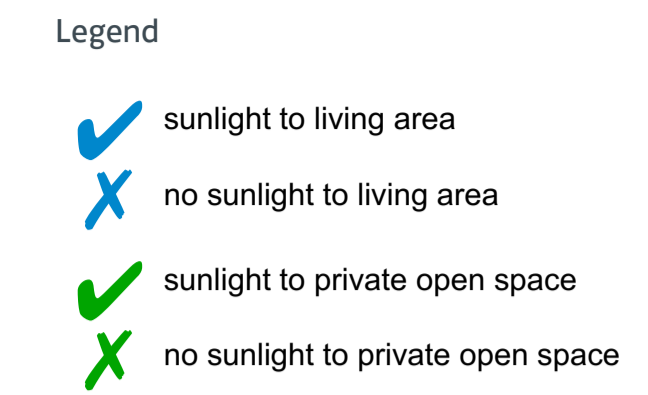 Legend
sunlight to living area
no sunlight to living area
sunlight to private open space
no sunlight to private open space